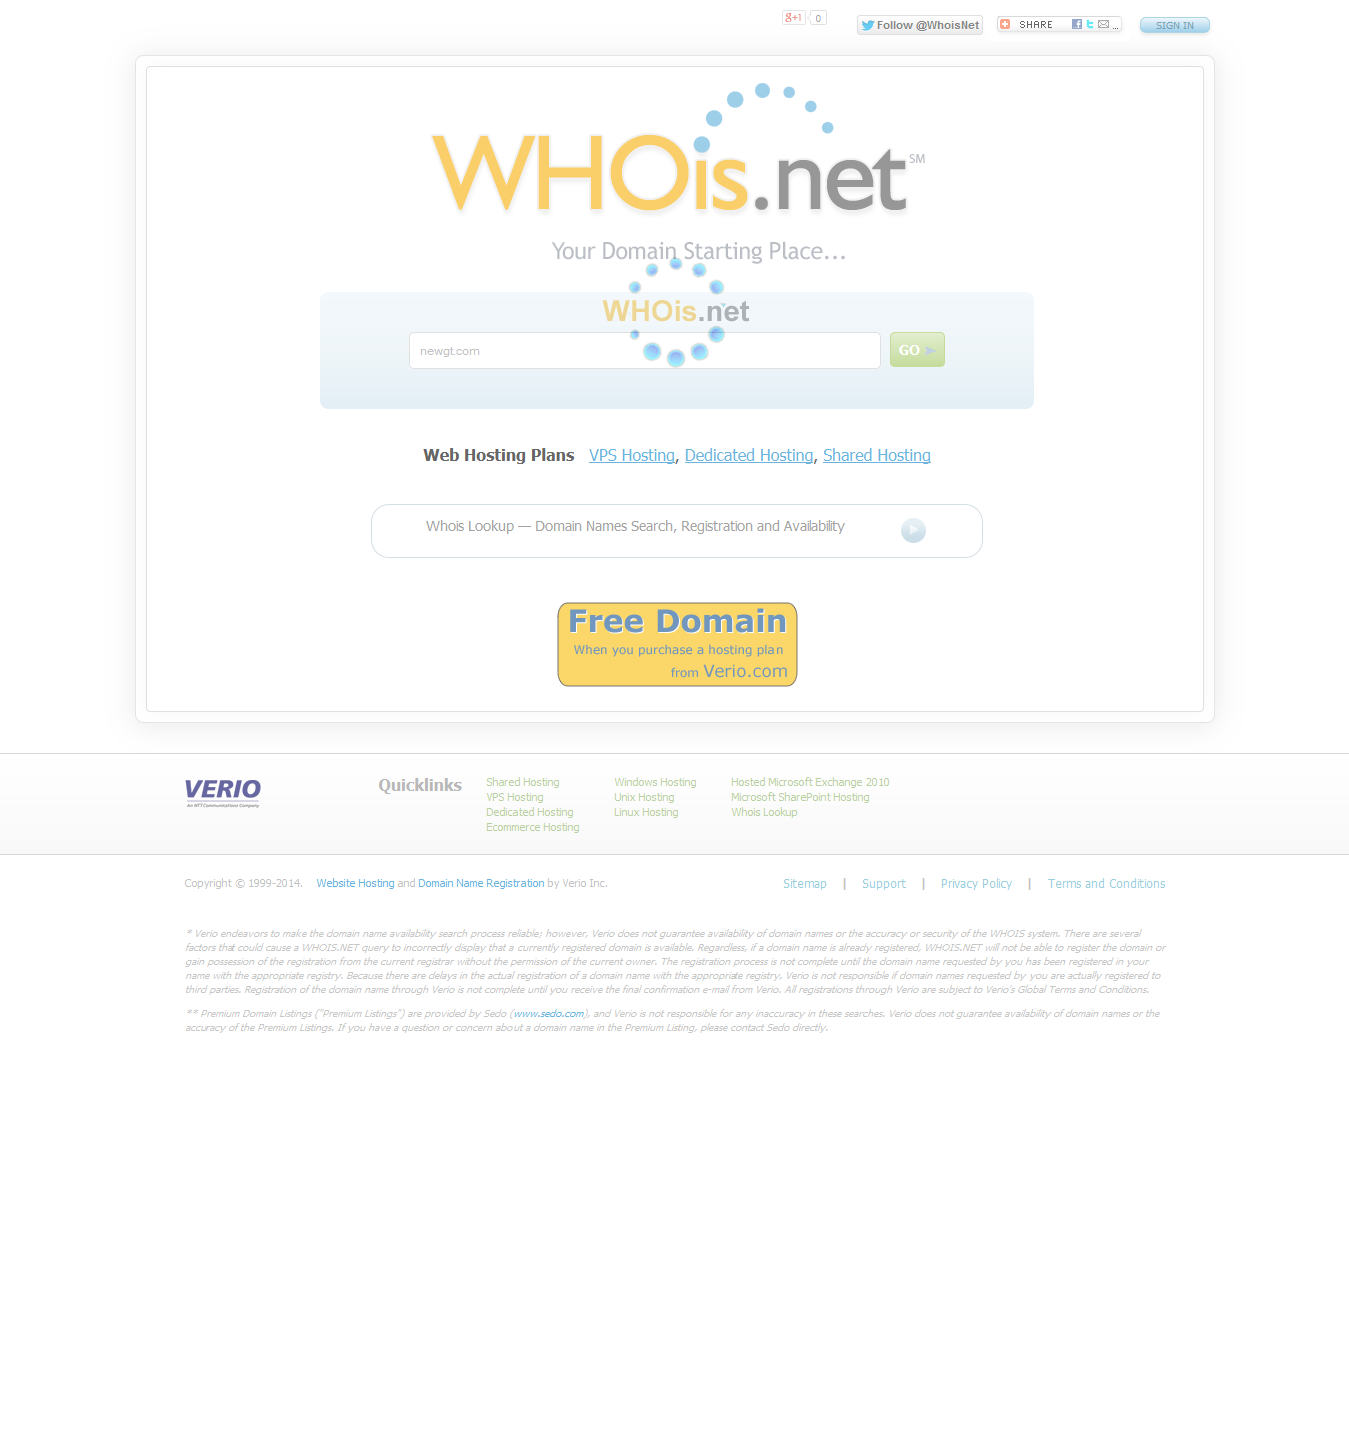 g+1 0
Follow @WhoisNet
SHARE ...
SIGN IN
WHOis.net SM
Your Domain Starting Place...
WHOis.net
newgt.com
GO
Web Hosting Plans VPS Hosting, Dedicated Hosting, Shared Hosting
Whois Lookup — Domain Names Search, Registration and Availability
Free Domain
When you purchase a hosting plan
from Verio.com
VERIO
An NTT Communications Company
Quicklinks
Shared Hosting
VPS Hosting
Dedicated Hosting
Ecommerce Hosting
Windows Hosting
Unix Hosting
Linux Hosting
Hosted Microsoft Exchange 2010
Microsoft SharePoint Hosting
Whois Lookup
Copyright © 1999-2014. Website Hosting and Domain Name Registration by Verio Inc.
Sitemap | Support | Privacy Policy | Terms and Conditions
* Verio endeavors to make the domain name availability search process reliable; however, Verio does not guarantee availability of domain names or the accuracy or security of the WHOIS system. There are several
factors that could cause a WHOIS.NET query to incorrectly display that a currently registered domain is available. Regardless, if a domain name is already registered, WHOIS.NET will not be able to register the domain or
gain possession of the registration from the current registrar without the permission of the current owner. The registration process is not complete until the domain name requested by you has been registered in your
name with the appropriate registry. Because there are delays in the actual registration of a domain name with the appropriate registry, Verio is not responsible if domain names requested by you are actually registered to
third parties. Registration of the domain name through Verio is not complete until you receive the final confirmation e-mail from Verio. All registrations through Verio are subject to Verio's Global Terms and Conditions.
** Premium Domain Listings ("Premium Listings") are provided by Sedo (www.sedo.com), and Verio is not responsible for any inaccuracy in these searches. Verio does not guarantee availability of domain names or the
accuracy of the Premium Listings. If you have a question or concern about a domain name in the Premium Listing, please contact Sedo directly.